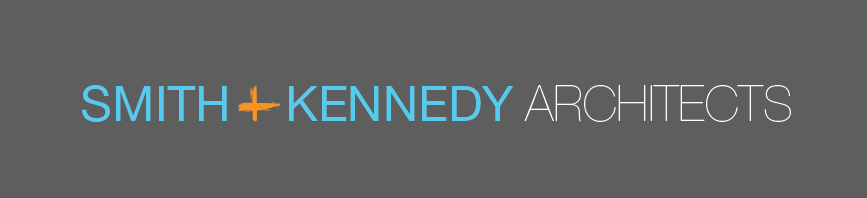 SMITH + KENNEDY ARCHITECTS